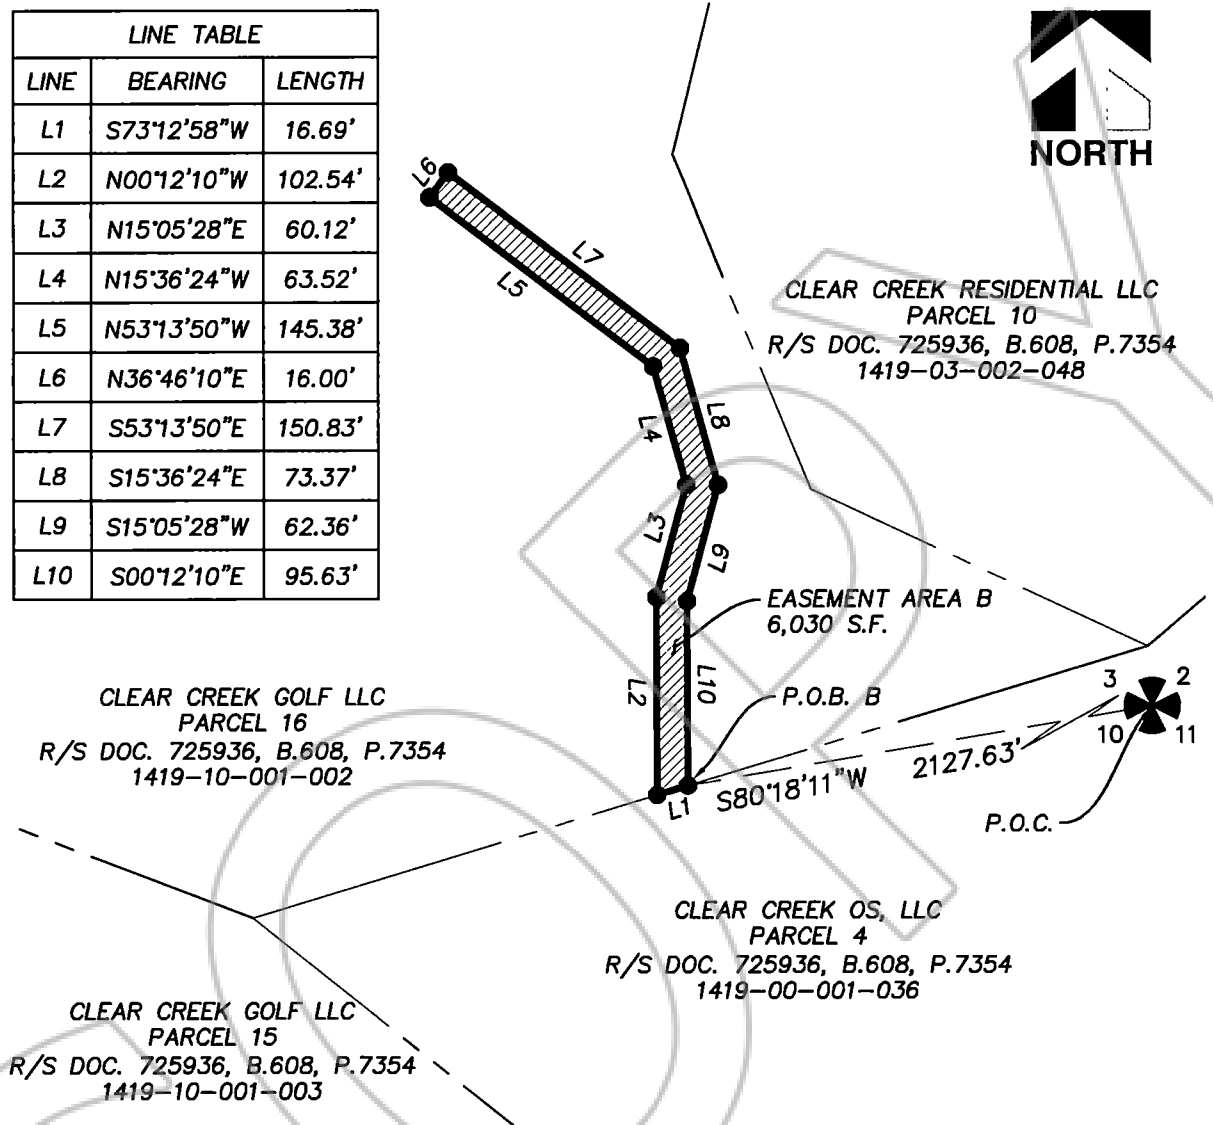 LINE TABLE
LINE BEARING LENGTH
L1 S73°12'58"W 16.69'
L2 N00°12'10"W 102.54'
L3 N15°05'28"E 60.12'
L4 N15°36'24"W 63.52'
L5 N53°13'50"W 145.38'
L6 N36°46'10"E 16.00'
L7 S53°13'50"E 150.83'
L8 S15°36'24"E 73.37'
L9 S15°05'28"W 62.36'
L10 S00°12'10"E 95.63'
NORTH
L6
L7
L5
CLEAR CREEK RESIDENTIAL LLC
PARCEL 10
R/S DOC. 725936, B.608, P.7354
1419-03-002-048
L8
L4
L3
L9
EASEMENT AREA B
6,030 S.F.
L2
L10
P.O.B. B
3 2
10 11
CLEAR CREEK GOLF LLC
PARCEL 16
R/S DOC. 725936, B.608, P.7354
1419-10-001-002
L1
S80°18'11"W 2127.63'
P.O.C.
CLEAR CREEK OS, LLC
PARCEL 4
R/S DOC. 725936, B.608, P.7354
1419-00-001-036
CLEAR CREEK GOLF LLC
PARCEL 15
R/S DOC. 725936, B.608, P.7354
1419-10-001-003